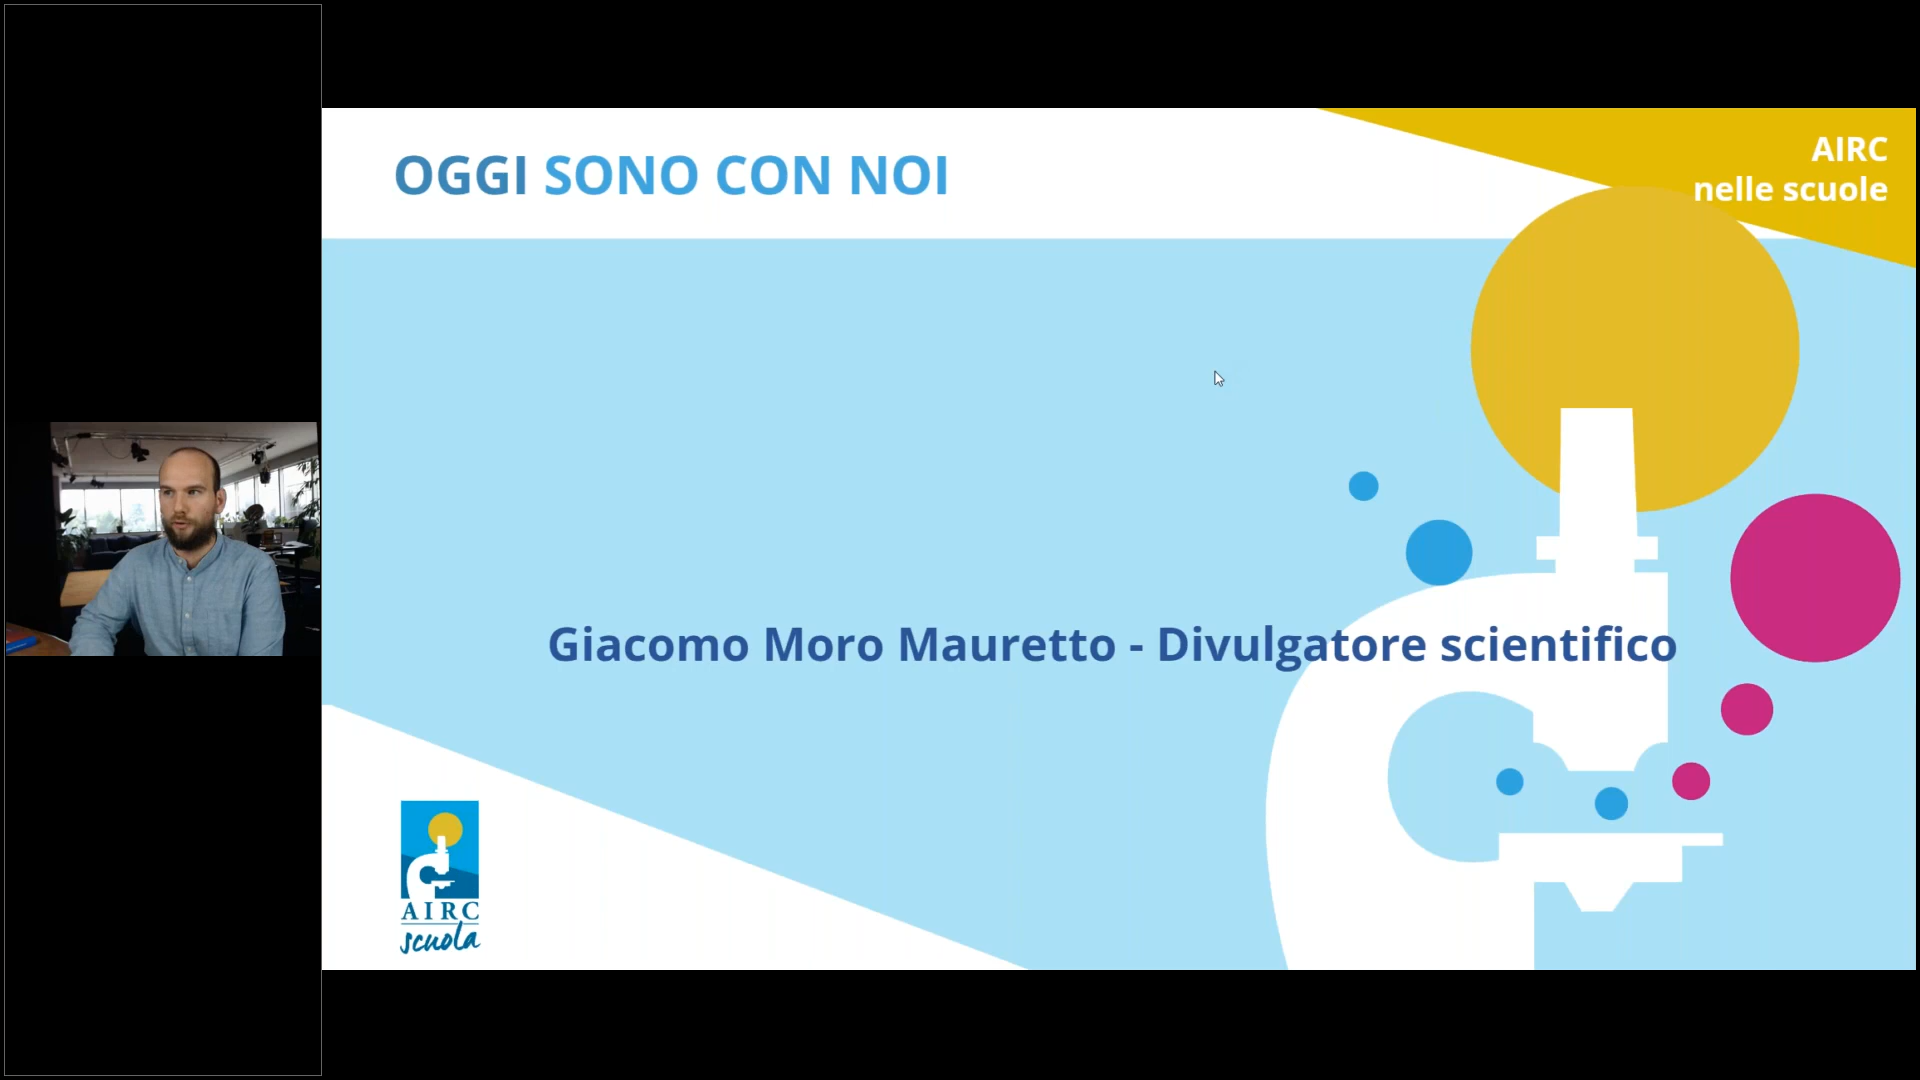 OGGI SONO CON NOI
AIRC
nelle scuole
Giacomo Moro Mauretto - Divulgatore scientifico
AIRC
scuola